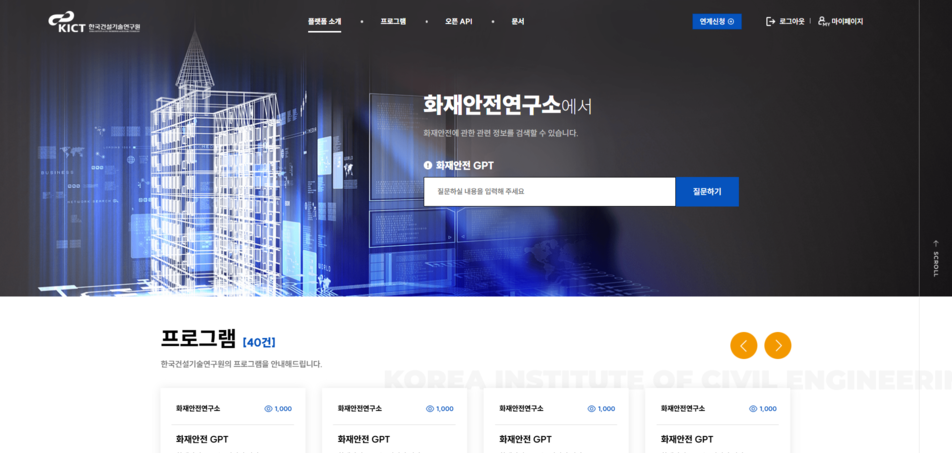 KICT 한국건설기술연구원
플랫폼 소개
프로그램
오픈 API
문서
연계신청
로그아웃
마이페이지
화재안전연구소에서
화재안전에 관한 관련 정보를 검색할 수 있습니다.
화재안전 GPT
질문하실 내용을 입력해 주세요
질문하기
BUSINESS
SCROLL
프로그램 [40건]
한국건설기술연구원의 프로그램을 안내해드립니다.
KOREA INSTITUTE OF CIVIL ENGINEERIN
화재안전연구소 1,000
화재안전 GPT
화재안전연구소 1,000
화재안전 GPT
화재안전연구소 1,000
화재안전 GPT
화재안전연구소 1,000
화재안전 GPT